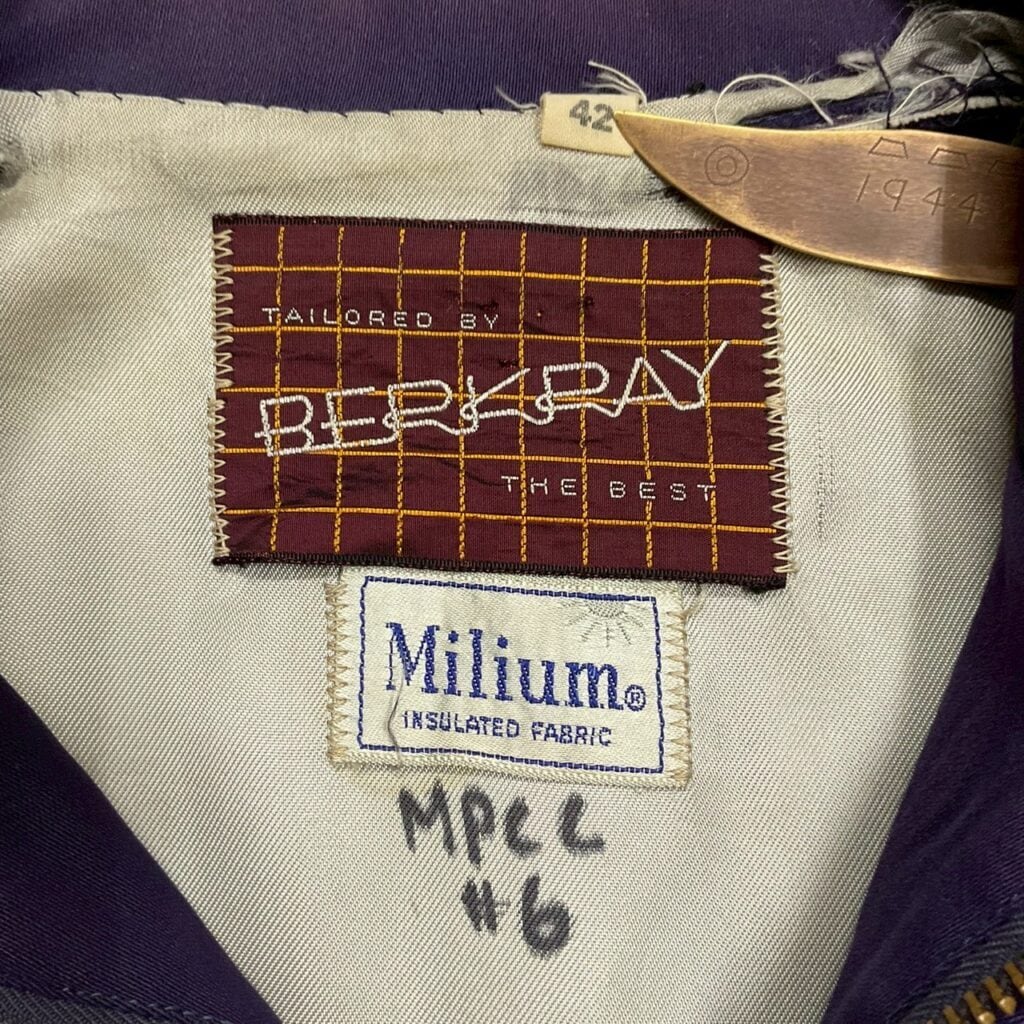 42
1944
TAILORED BY
BERKRAY
THE BEST
Milium®
INSULATED FABRIC
MPCC
#6